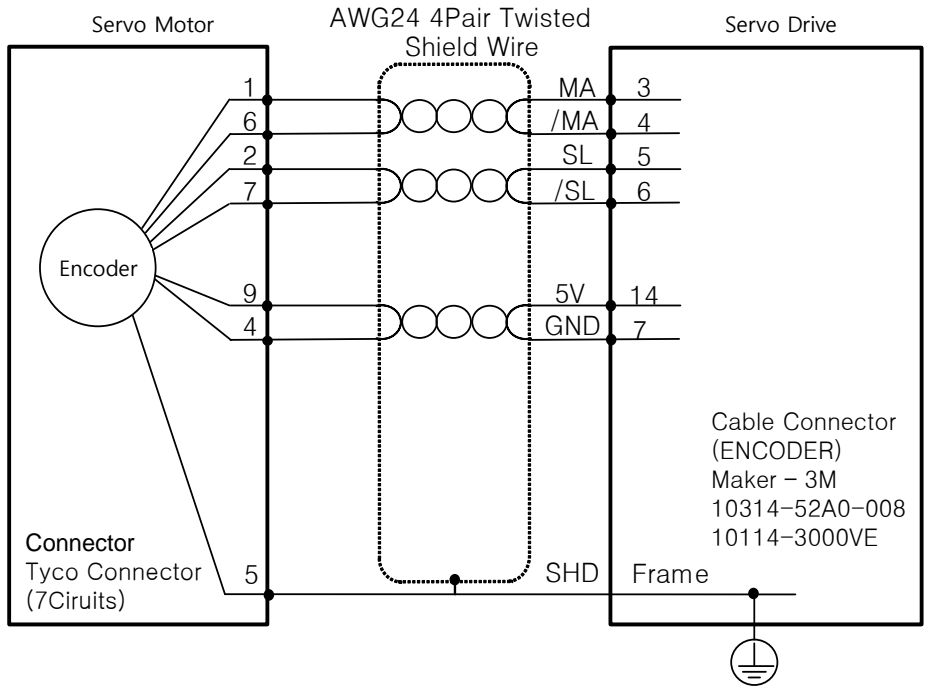 Servo Motor
AWG24 4Pair Twisted
Shield Wire
Servo Drive
1
MA
3
6
/MA
4
2
SL
5
7
/SL
6
Encoder
9
5V
14
4
GND
7
Cable Connector
(ENCODER)
Maker – 3M
10314-52A0-008
10114-3000VE
Connector
Tyco Connector
(7Ciruits)
5
SHD
Frame